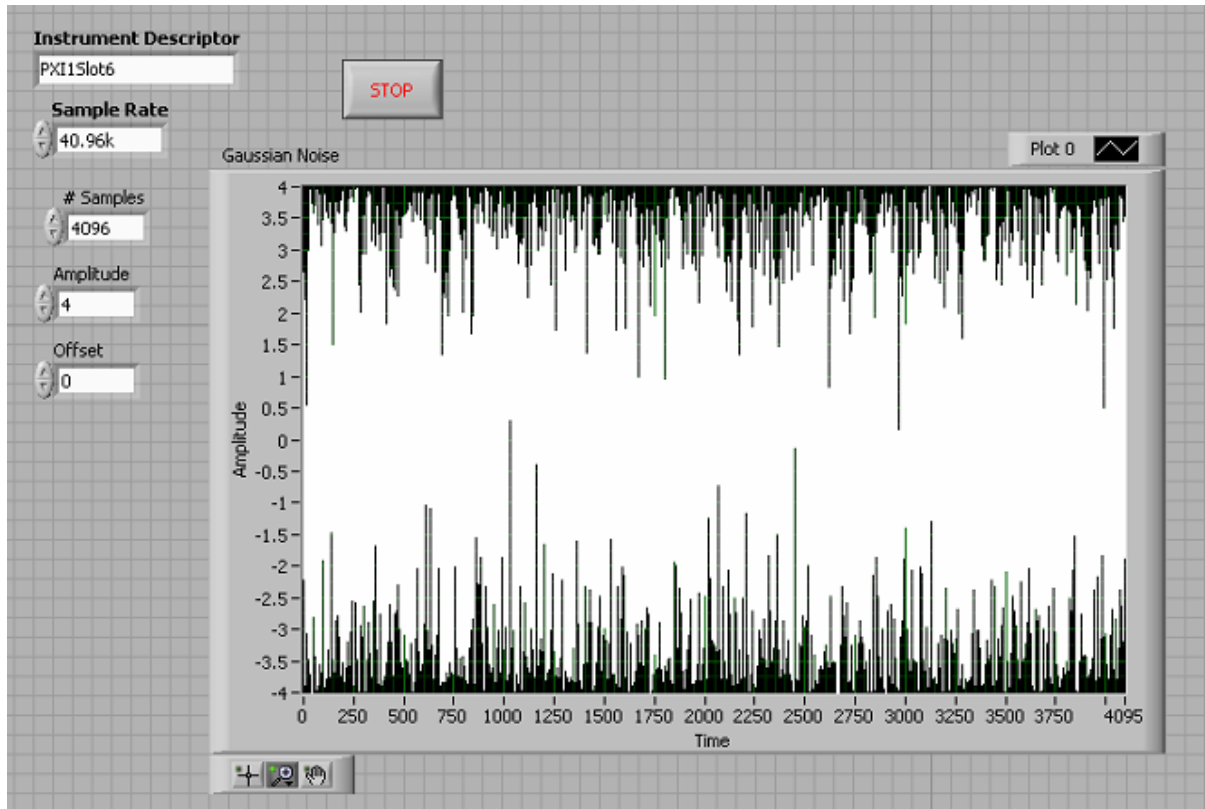 Instrument Descriptor
PXI1Slot6
STOP
Sample Rate
40.96k
Gaussian Noise
Plot 0
# Samples
4096
Amplitude
4
Offset
0
4
3.5
3
2.5
2
1.5
1
0.5
0
-0.5
-1
-1.5
-2
-2.5
-3
-3.5
-4
Amplitude
0 250 500 750 1000 1250 1500 1750 2000 2250 2500 2750 3000 3250 3500 3750 4095
Time